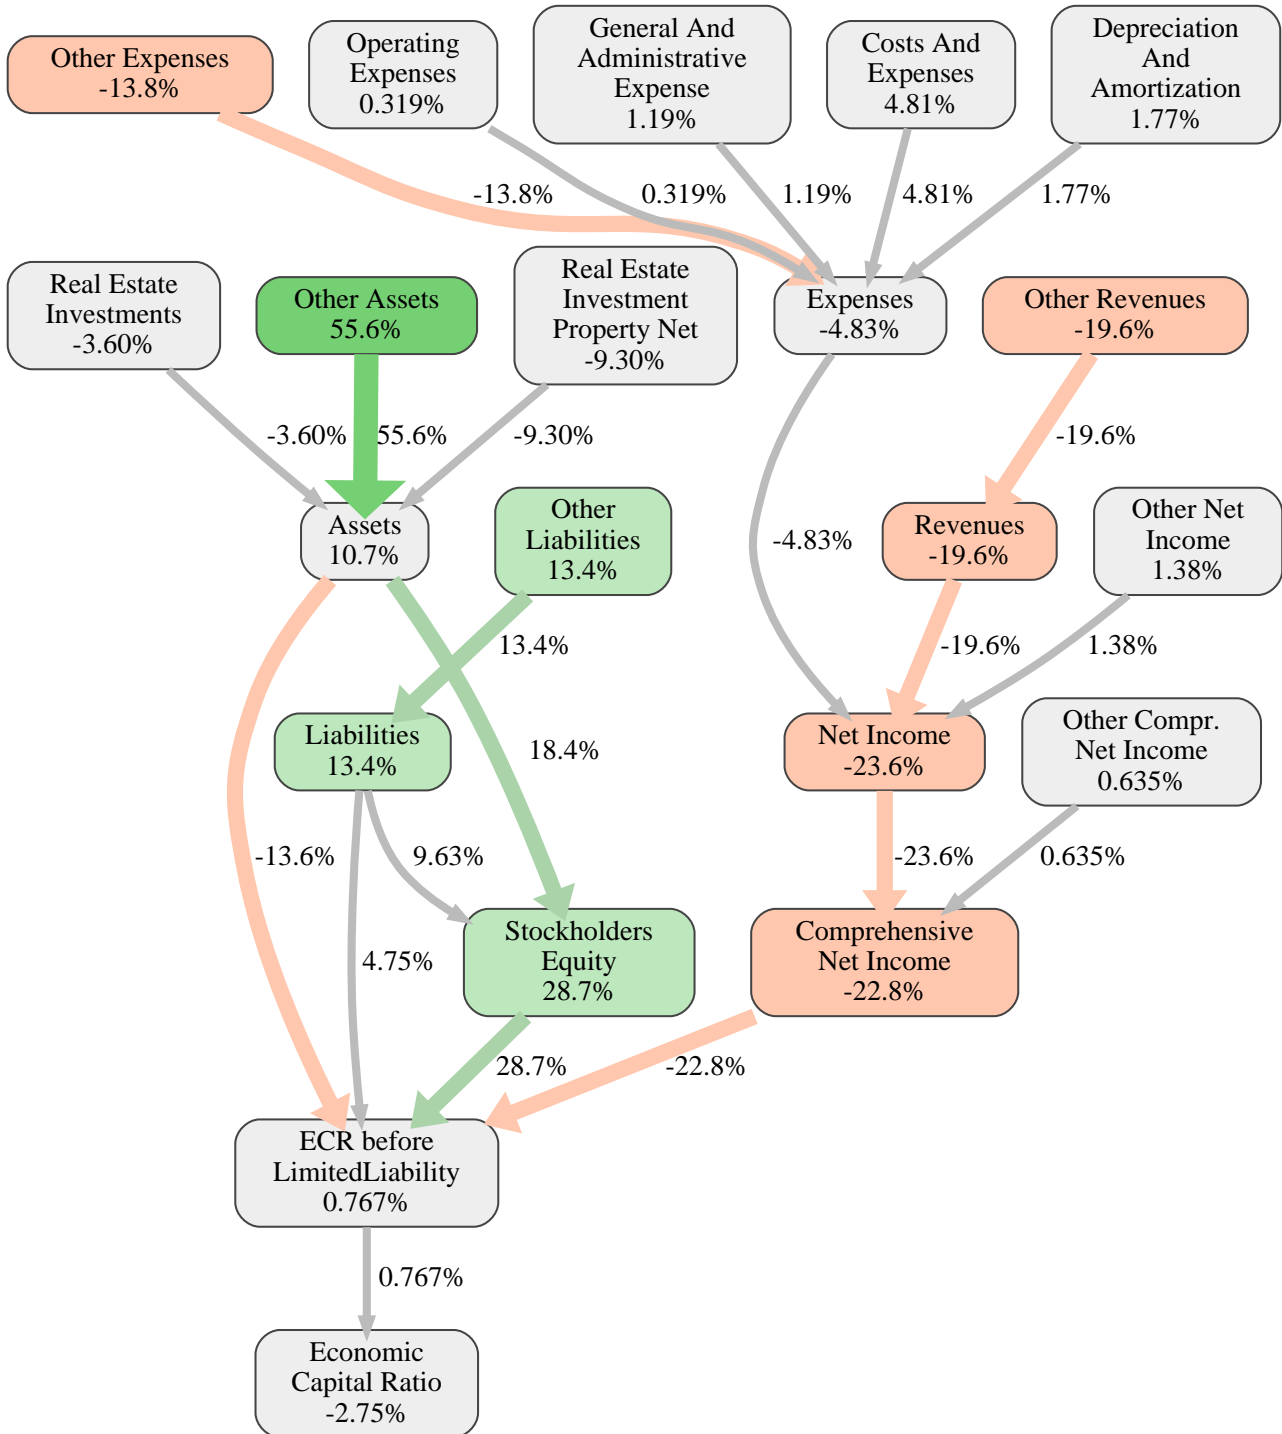 Other Expenses
-13.8%
Operating
Expenses
0.319%
General And
Administrative
Expense
1.19%
Costs And
Expenses
4.81%
Depreciation
And
Amortization
1.77%
-13.8%
0.319%
1.19%
4.81%
1.77%
Real Estate
Investments
-3.60%
Other Assets
55.6%
Real Estate
Investment
Property Net
-9.30%
Expenses
-4.83%
Other Revenues
-19.6%
-3.60%
55.6%
-9.30%
-19.6%
Assets
10.7%
Other
Liabilities
13.4%
-4.83%
Revenues
-19.6%
Other Net
Income
1.38%
13.4%
-19.6%
1.38%
Liabilities
13.4%
18.4%
Net Income
-23.6%
Other Compr.
Net Income
0.635%
-13.6%
9.63%
-23.6%
0.635%
4.75%
Stockholders
Equity
28.7%
Comprehensive
Net Income
-22.8%
28.7%
-22.8%
ECR before
LimitedLiability
0.767%
0.767%
Economic
Capital Ratio
-2.75%